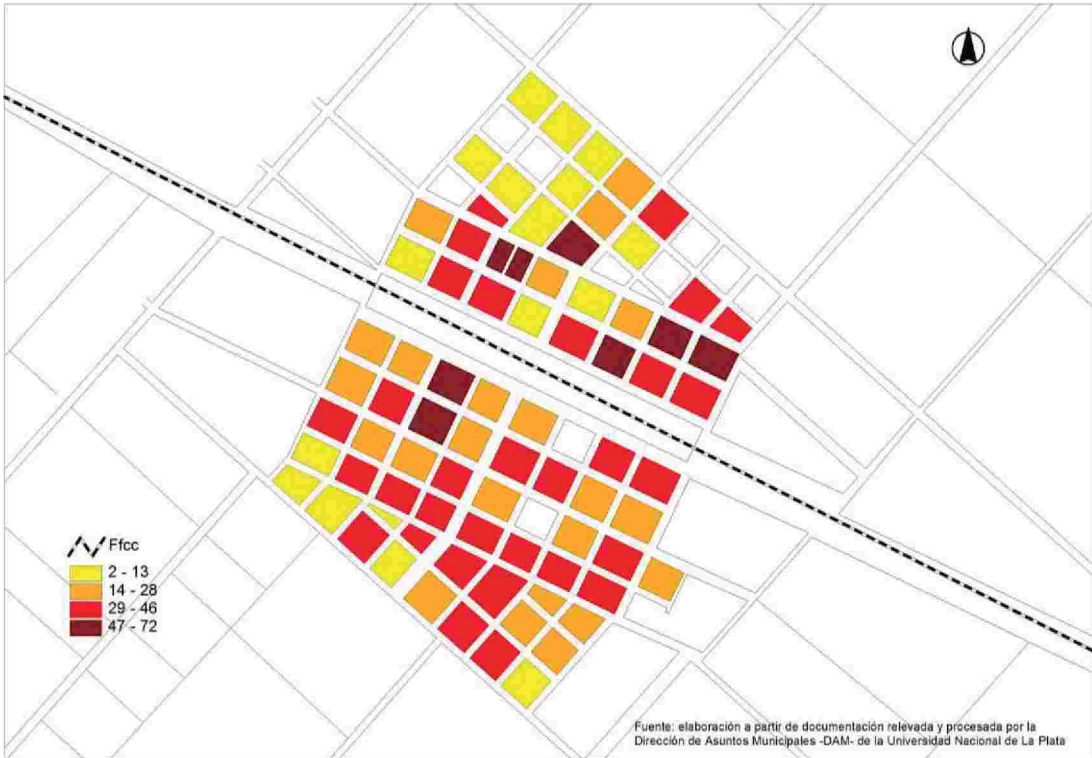 Ffcc
2 - 13
14 - 28
29 - 46
47 - 72
Fuente: elaboración a partir de documentación relevada y procesada por la
Dirección de Asuntos Municipales -DAM- de la Universidad Nacional de La Plata